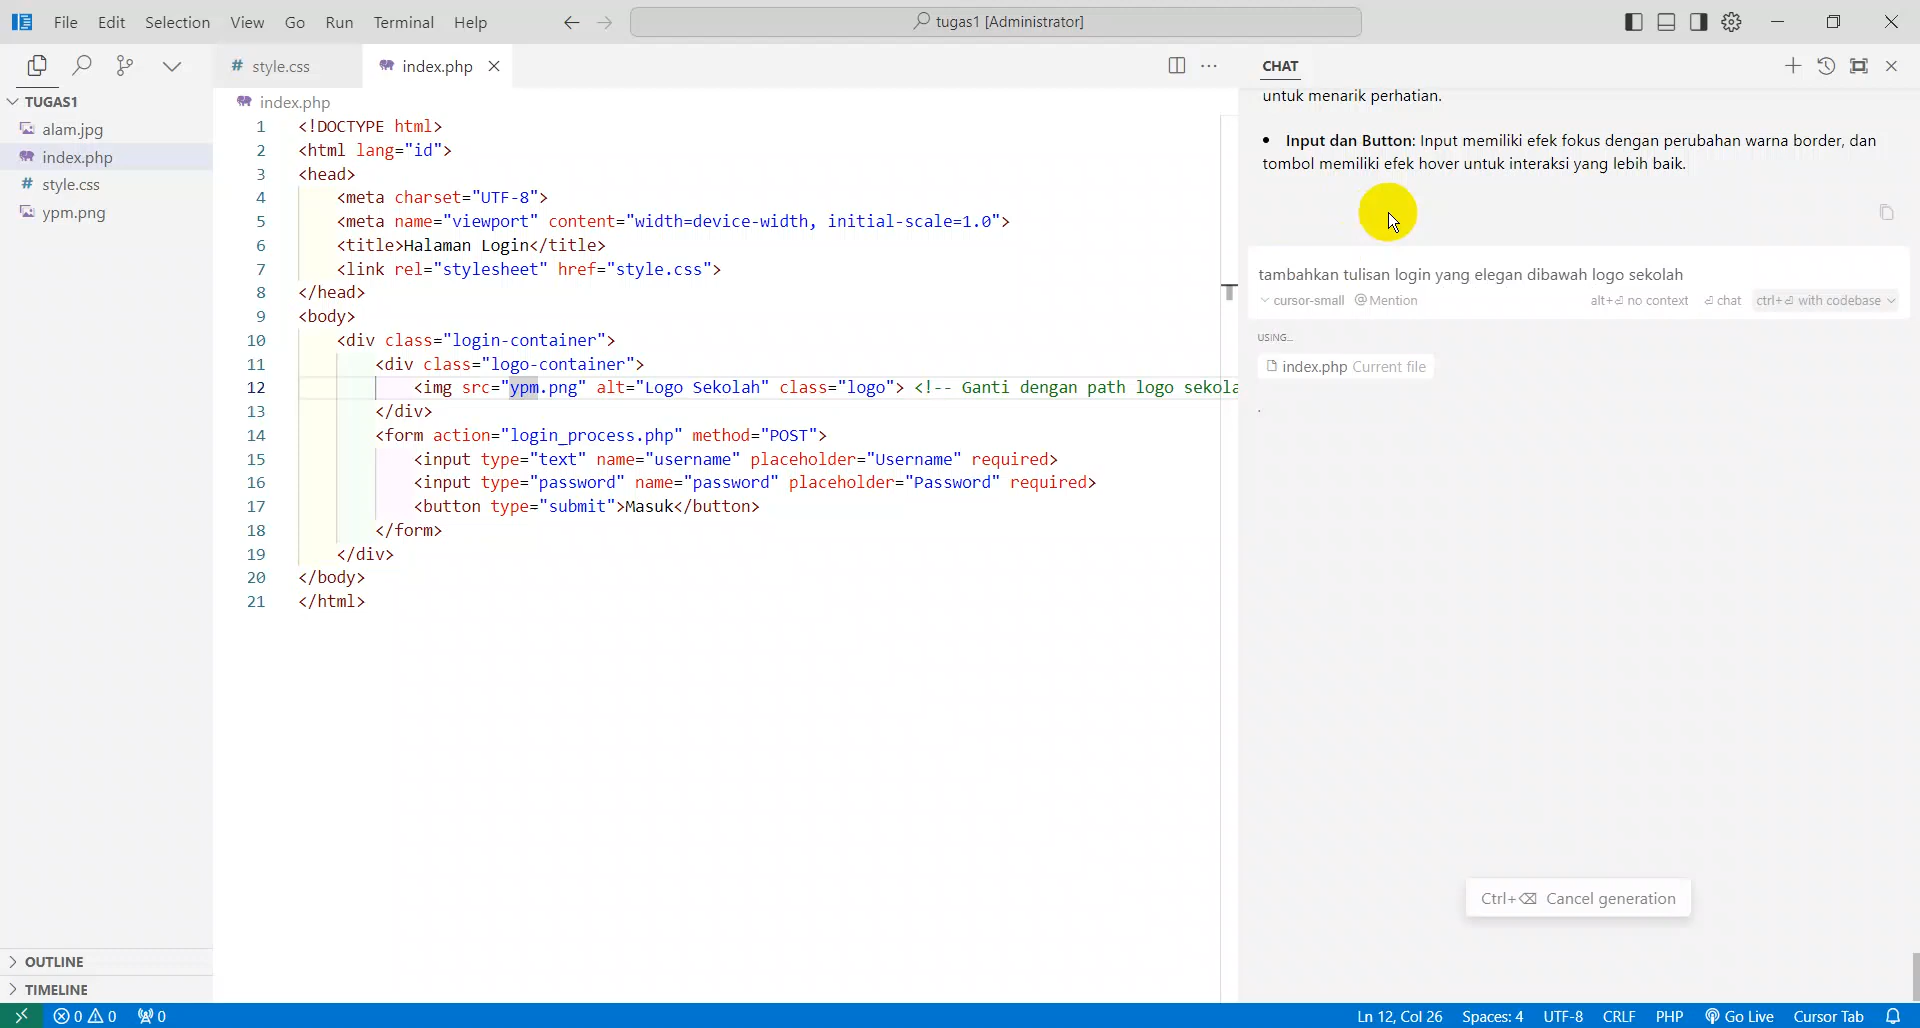 File Edit Selection View Go Run Terminal Help
tugas1 [Administrator]
TUGAS1
alam.jpg
index.php
style.css
ypm.png
OUTLINE
TIMELINE
# style.css
index.php
index.php
1 <!DOCTYPE html>
2 <html lang="id">
3 <head>
4 <meta charset="UTF-8">
5 <meta name="viewport" content="width=device-width, initial-scale=1.0">
6 <title>Halaman Login</title>
7 <link rel="stylesheet" href="style.css">
8 </head>
9 <body>
10 <div class="login-container">
11 <div class="logo-container">
12 <img src="ypm.png" alt="Logo Sekolah" class="logo"> <!-- Ganti dengan path logo sekola
13 </div>
14 <form action="login_process.php" method="POST">
15 <input type="text" name="username" placeholder="Username" required>
16 <input type="password" name="password" placeholder="Password" required>
17 <button type="submit">Masuk</button>
18 </form>
19 </div>
20 </body>
21 </html>
CHAT
untuk menarik perhatian.
• Input dan Button: Input memiliki efek fokus dengan perubahan warna border, dan
tombol memiliki efek hover untuk interaksi yang lebih baik.
tambahkan tulisan login yang elegan dibawah logo sekolah
cursor-small @Mention alt+⏎ no context ⏎ chat ctrl+⏎ with codebase
USING...
index.php Current file
.
Ctrl+⌫ Cancel generation
0 0 0 Ln 12, Col 26 Spaces: 4 UTF-8 CRLF PHP Go Live Cursor Tab